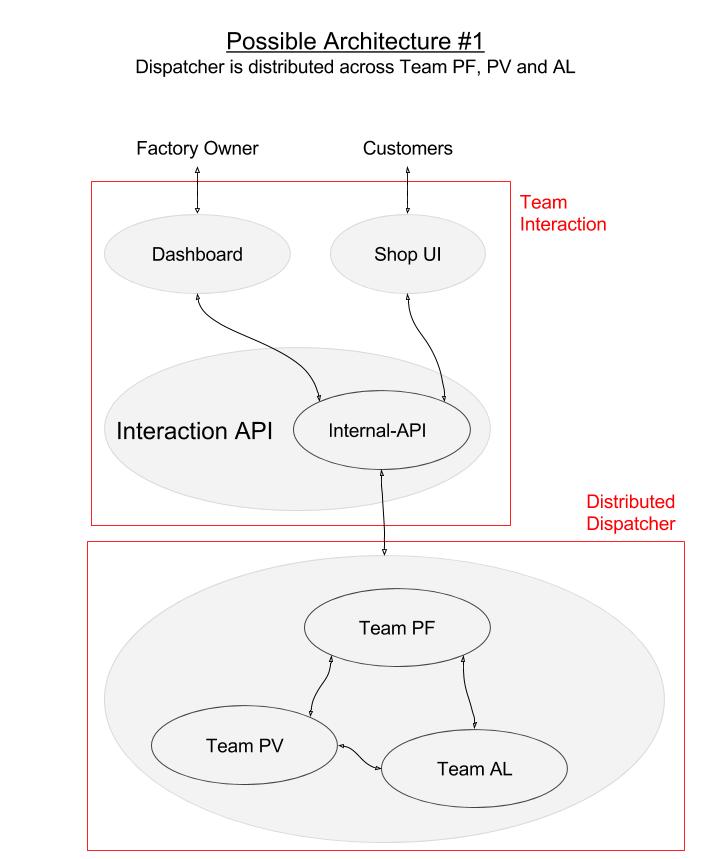 Possible Architecture #1
Dispatcher is distributed across Team PF, PV and AL
Factory Owner
Customers
Team
Interaction
Dashboard
Shop UI
Interaction API
Internal-API
Distributed
Dispatcher
Team PF
Team PV
Team AL